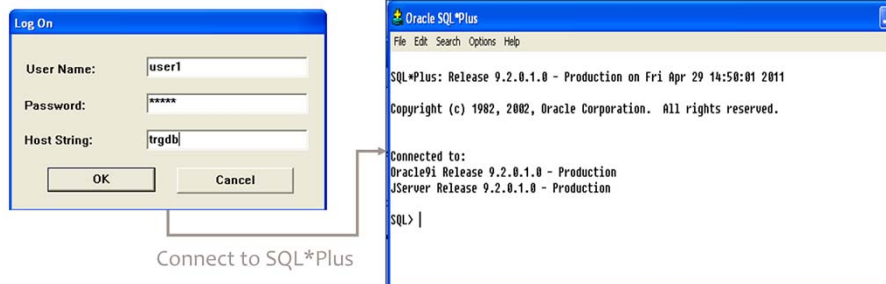 Log On
User Name:
user1
Password:
*****
Host String:
trgdb
OK
Cancel
Connect to SQL*Plus
Oracle SQL*Plus
File Edit Search Options Help
SQL*Plus: Release 9.2.0.1.0 - Production on Fri Apr 29 14:50:01 2011
Copyright (c) 1982, 2002, Oracle Corporation.  All rights reserved.
Connected to:
Oracle9i Release 9.2.0.1.0 - Production
JServer Release 9.2.0.1.0 - Production
SQL>